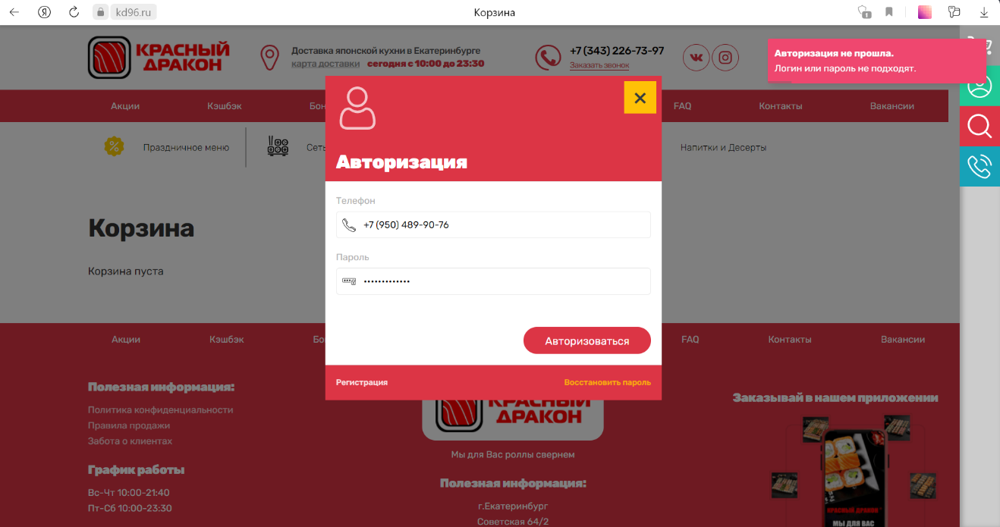 kd96.ru
Корзина
1
КРАСНЫЙ
ДРАКОН
Доставка японской кухни в Екатеринбурге
карта доставки сегодня с 10:00 до 23:30
+7 (343) 226-73-97
Заказать звонок
Авторизация не прошла.
Логин или пароль не подходят.
Акции Кэшбэк Бон FAQ Контакты Вакансии
Праздничное меню Сеты Напитки и Десерты
Авторизация
Телефон
+7 (950) 489-90-76
Пароль
•••••••••••••
Авторизоваться
Регистрация Восстановить пароль
Корзина
Корзина пуста
Акции Кэшбэк Бо FAQ Контакты Вакансии
Полезная информация:
Политика конфиденциальности
Правила продажи
Забота о клиентах
График работы
Вс-Чт 10:00-21:40
Пт-Сб 10:00-23:30
КРАСНЫЙ
ДРАКОН
Мы для Вас роллы свернем
Полезная информация:
г.Екатеринбург
Советская 64/2
Заказывай в нашем приложении
КРАСНЫЙ ДРАКОН
МЫ ДЛЯ ВАС